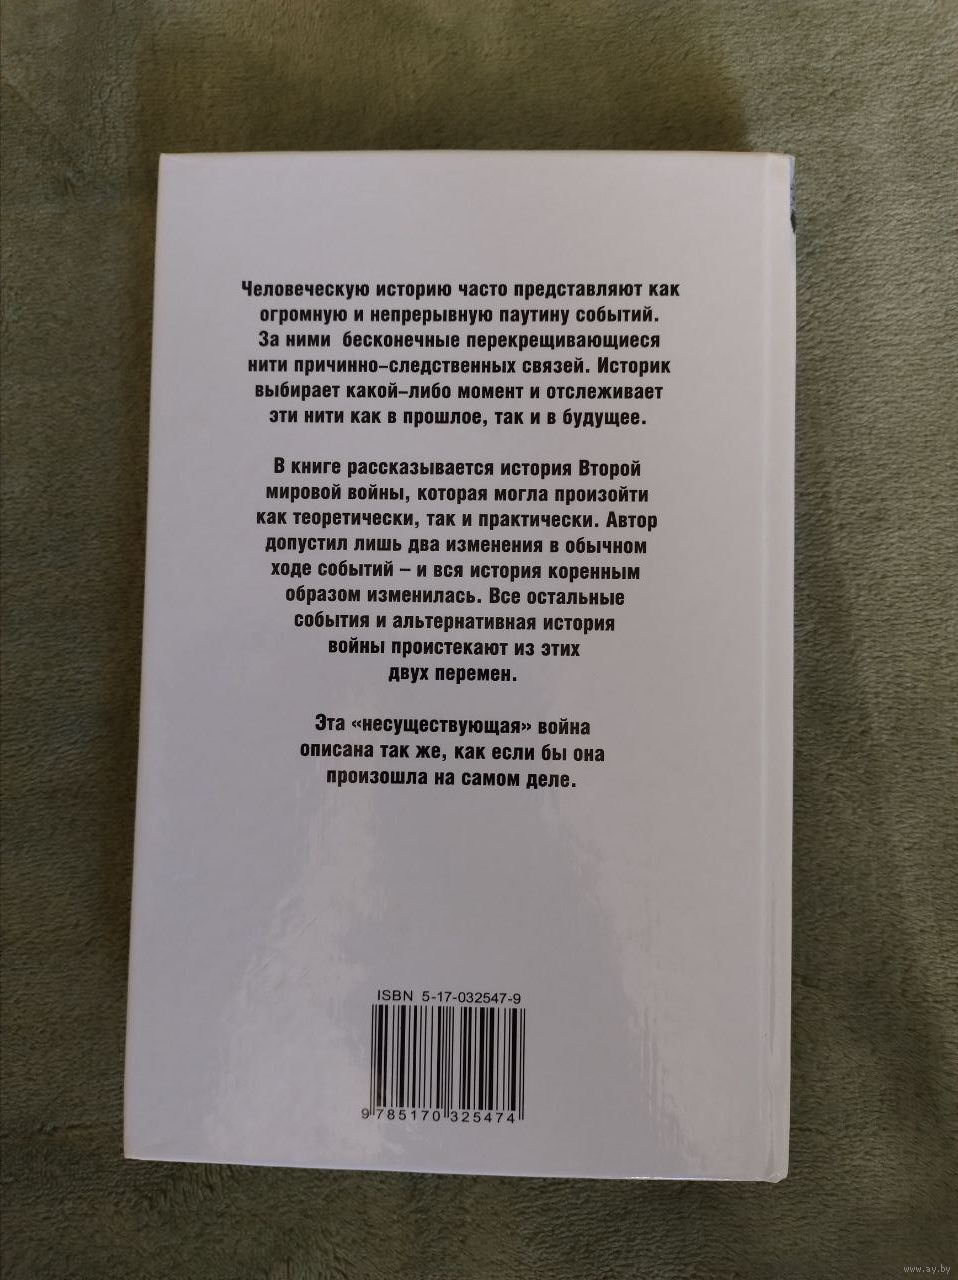 Человеческую историю часто представляют как
огромную и непрерывную паутину событий.
За ними бесконечные перекрещивающиеся
нити причинно-следственных связей. Историк
выбирает какой-либо момент и отслеживает
эти нити как в прошлое, так и в будущее.
В книге рассказывается история Второй
мировой войны, которая могла произойти
как теоретически, так и практически. Автор
допустил лишь два изменения в обычном
ходе событий – и вся история коренным
образом изменилась. Все остальные
события и альтернативная история
войны проистекают из этих
двух перемен.
Эта «несуществующая» война
описана так же, как если бы она
произошла на самом деле.
ISBN 5-17-032547-9
9 785170 325474
www.ay.by